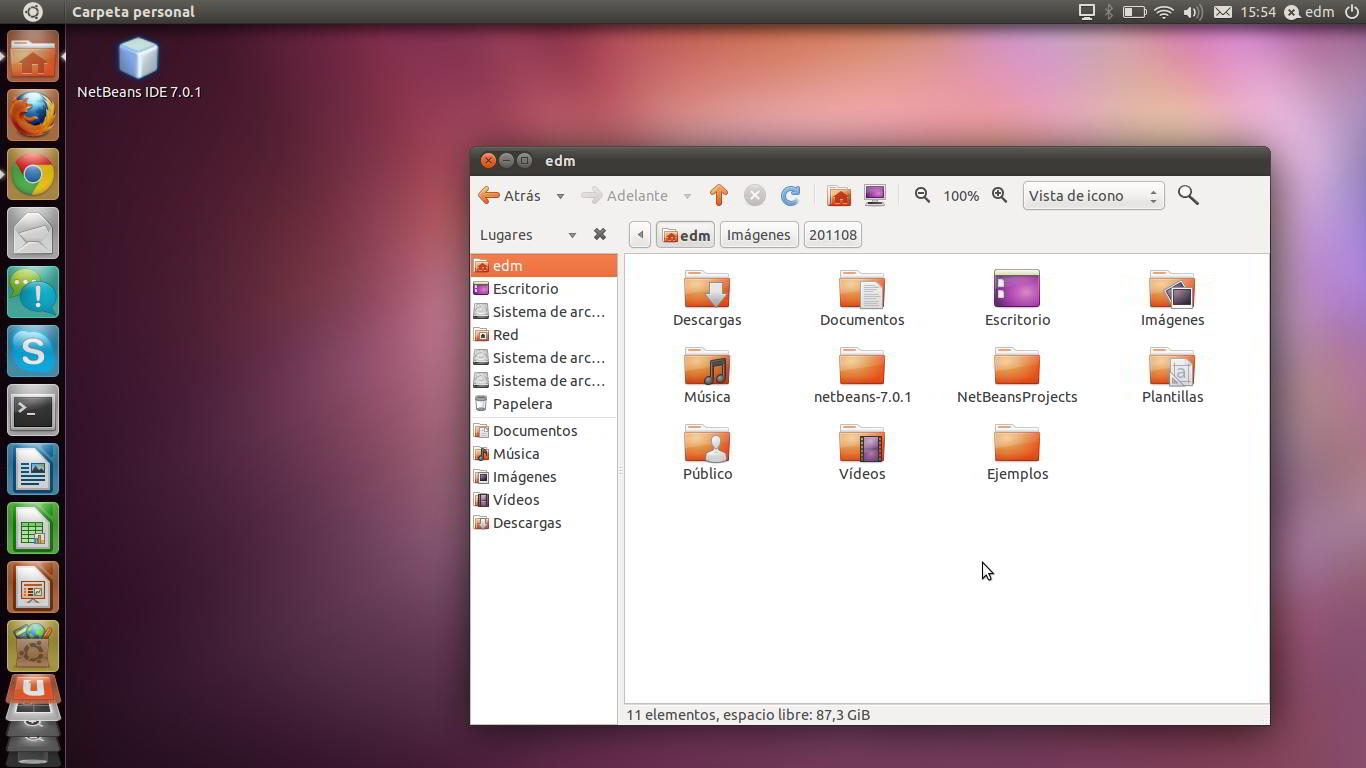 Carpeta personal
15:54 edm
NetBeans IDE 7.0.1
edm
Atrás Adelante 100% Vista de icono
Lugares edm Imágenes 201108
edm
Escritorio
Sistema de arc...
Red
Sistema de arc...
Sistema de arc...
Papelera
Documentos
Música
Imágenes
Vídeos
Descargas
Descargas Documentos Escritorio Imágenes
Música netbeans-7.0.1 NetBeansProjects Plantillas
Público Vídeos Ejemplos
11 elementos, espacio libre: 87,3 GiB